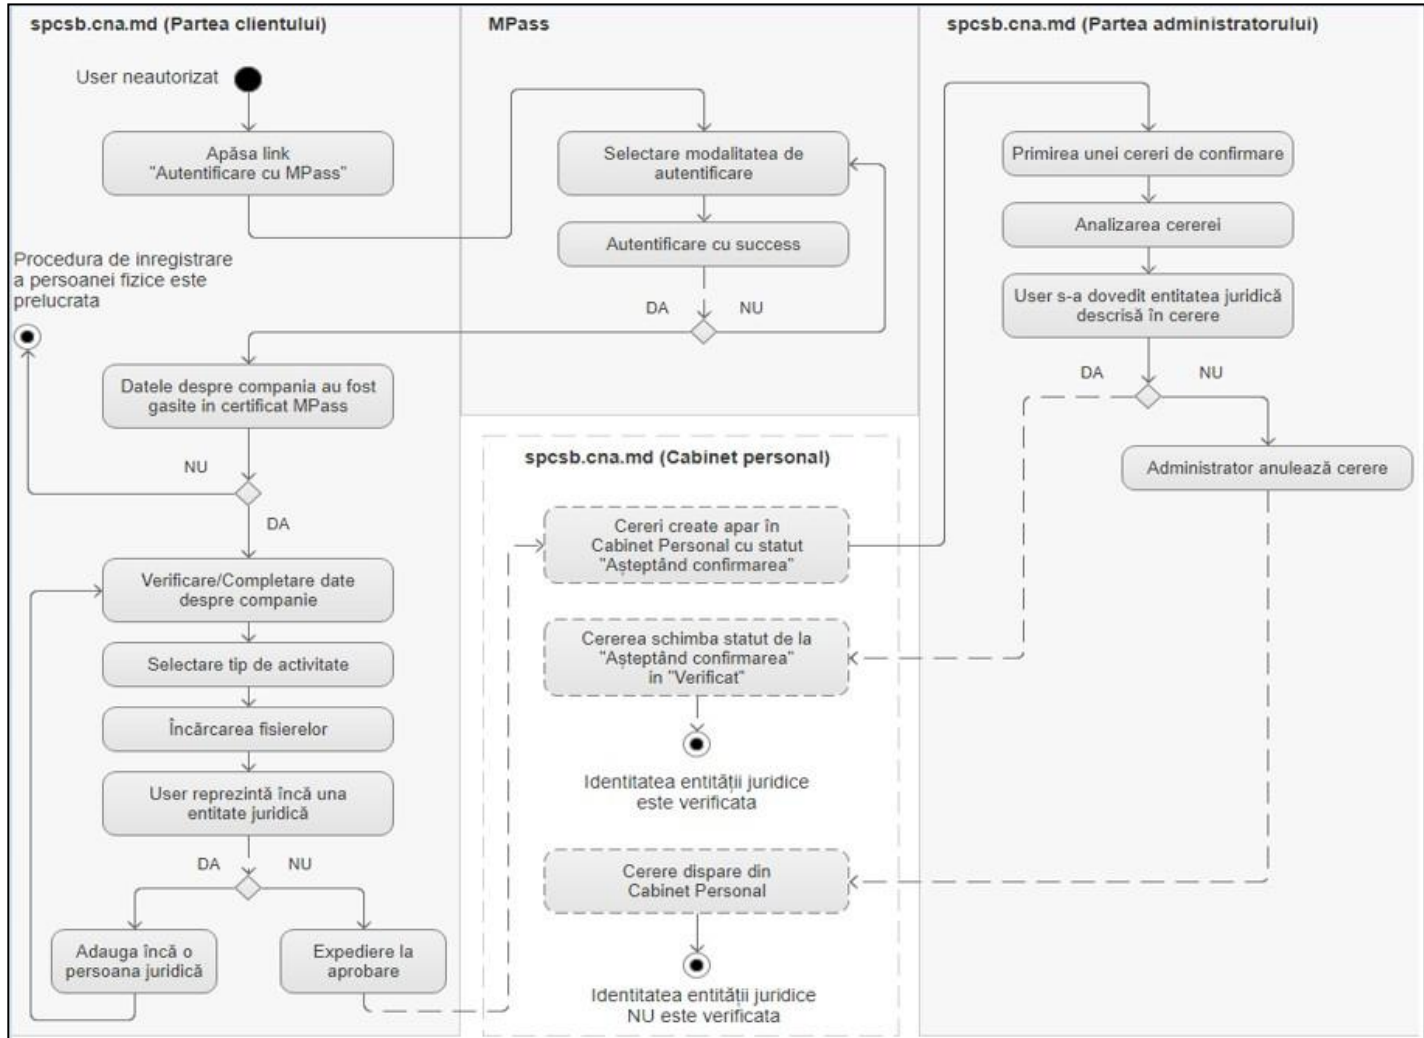 spcsb.cna.md (Partea clientului)
User neautorizat
Apăsa link
"Autentificare cu MPass"
Procedura de inregistrare
a persoanei fizice este
prelucrata
Datele despre compania au fost
gasite in certificat MPass
NU
DA
Verificare/Completare date
despre companie
Selectare tip de activitate
Încărcarea fisierelor
User reprezintă încă una
entitate juridică
DA
NU
Adauga încă o
persoana juridică
Expediere la
aprobare
MPass
Selectare modalitatea de
autentificare
Autentificare cu success
DA
NU
spcsb.cna.md (Cabinet personal)
Cereri create apar în
Cabinet Personal cu statut
"Așteptând confirmarea"
Cererea schimba statut de la
"Așteptând confirmarea"
in "Verificat"
Identitatea entității juridice
este verificata
Cerere dispare din
Cabinet Personal
Identitatea entității juridice
NU este verificata
spcsb.cna.md (Partea administratorului)
Primirea unei cereri de confirmare
Analizarea cererei
User s-a dovedit entitatea juridică
descrisă în cerere
DA
NU
Administrator anulează cerere